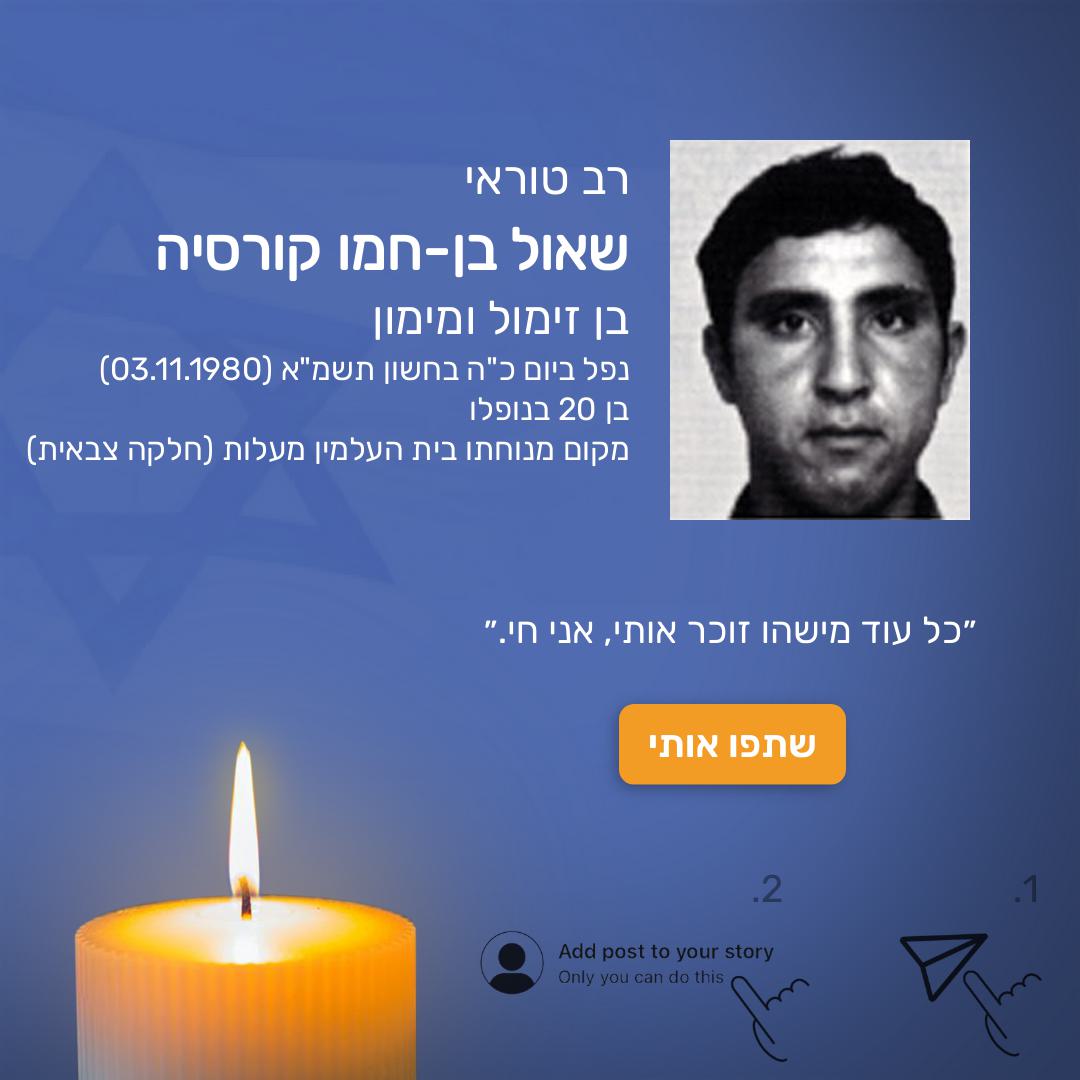 רב טוראי
שאול בן-חמו קורסיה
בן זימול ומימון
נפל ביום כ"ה בחשוון תשמ"א (03.11.1980)
בן 20 בנופלו
מקום מנוחתו בית העלמין מעלות (חלקה צבאית)
״כל עוד מישהו זוכר אותי, אני חי.״
שתפו אותי
.1
.2
Add post to your story
Only you can do this